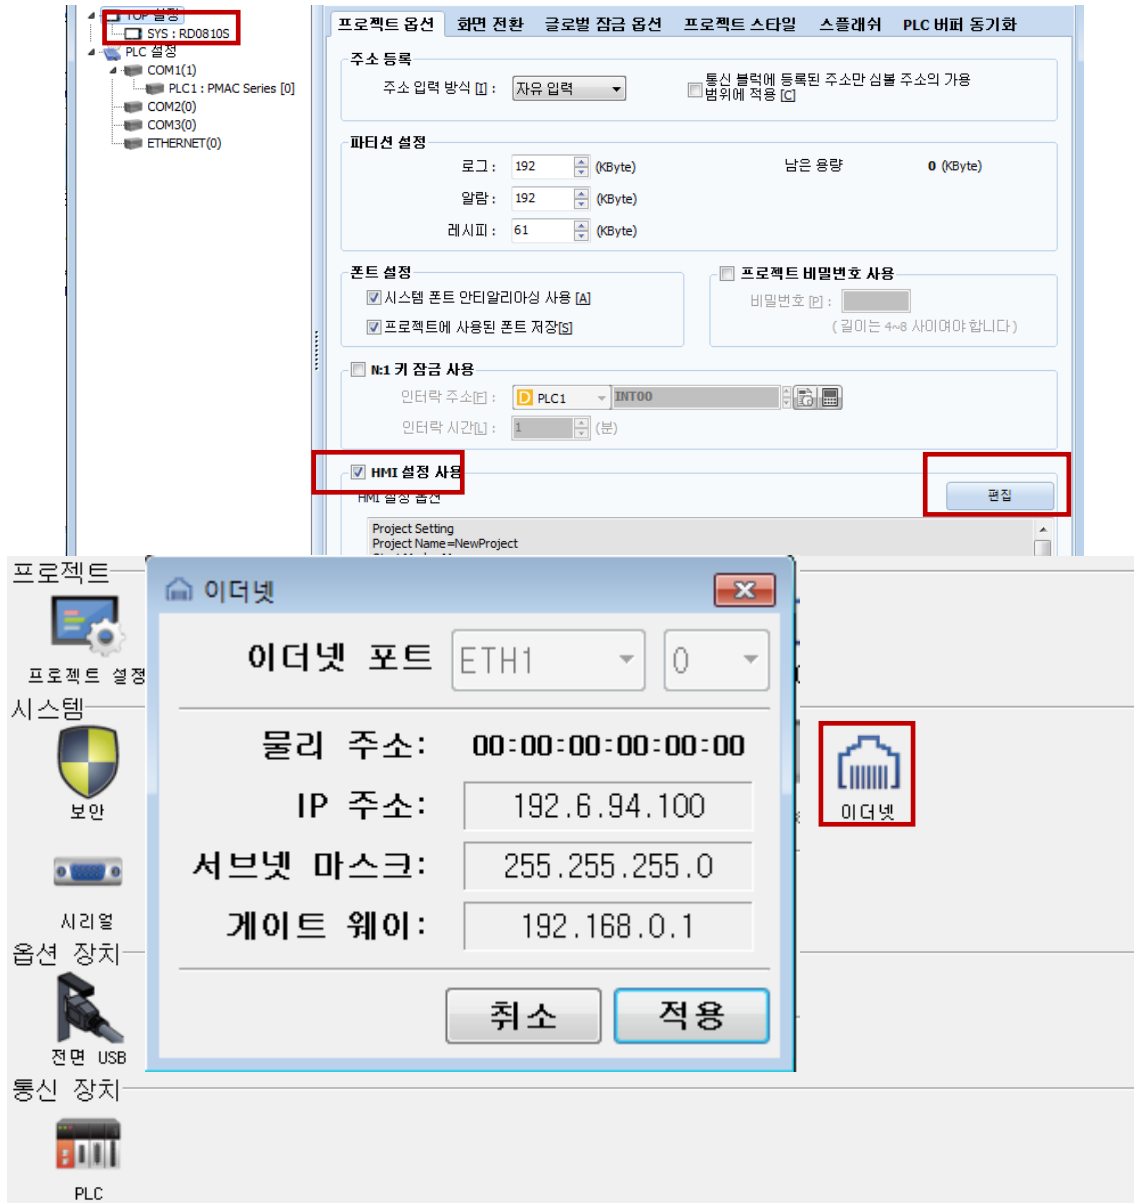 TOP 설정
SYS : RD0810S
PLC 설정
COM1(1)
PLC1 : PMAC Series [0]
COM2(0)
COM3(0)
ETHERNET(0)
프로젝트 옵션 화면 전환 글로벌 잠금 옵션 프로젝트 스타일 스플래쉬 PLC 버퍼 동기화
주소 등록
주소 입력 방식 [I] : 자유 입력
통신 블럭에 등록된 주소만 심볼 주소의 가용
범위에 적용 [C]
파티션 설정
로그 : 192 (KByte) 남은 용량 0 (KByte)
알람 : 192 (KByte)
레시피 : 61 (KByte)
폰트 설정
시스템 폰트 안티알리아싱 사용 [A]
프로젝트에 사용된 폰트 저장[S]
프로젝트 비밀번호 사용
비밀번호 [P] :
( 길이는 4~8 사이여야 합니다 )
N:1 키 잠금 사용
인터락 주소[E] : D PLC1 INT00
인터락 시간[L] : 1 (분)
HMI 설정 사용
HMI 설정 옵션
편집
Project Setting
Project Name=NewProject
프로젝트
프로젝트 설정
시스템
보안
시리얼
옵션 장치
전면 USB
통신 장치
PLC
이더넷
이더넷 포트 ETH1 0
물리 주소: 00:00:00:00:00:00
IP 주소: 192.6.94.100
서브넷 마스크: 255.255.255.0
게이트 웨이: 192.168.0.1
취소 적용
이더넷